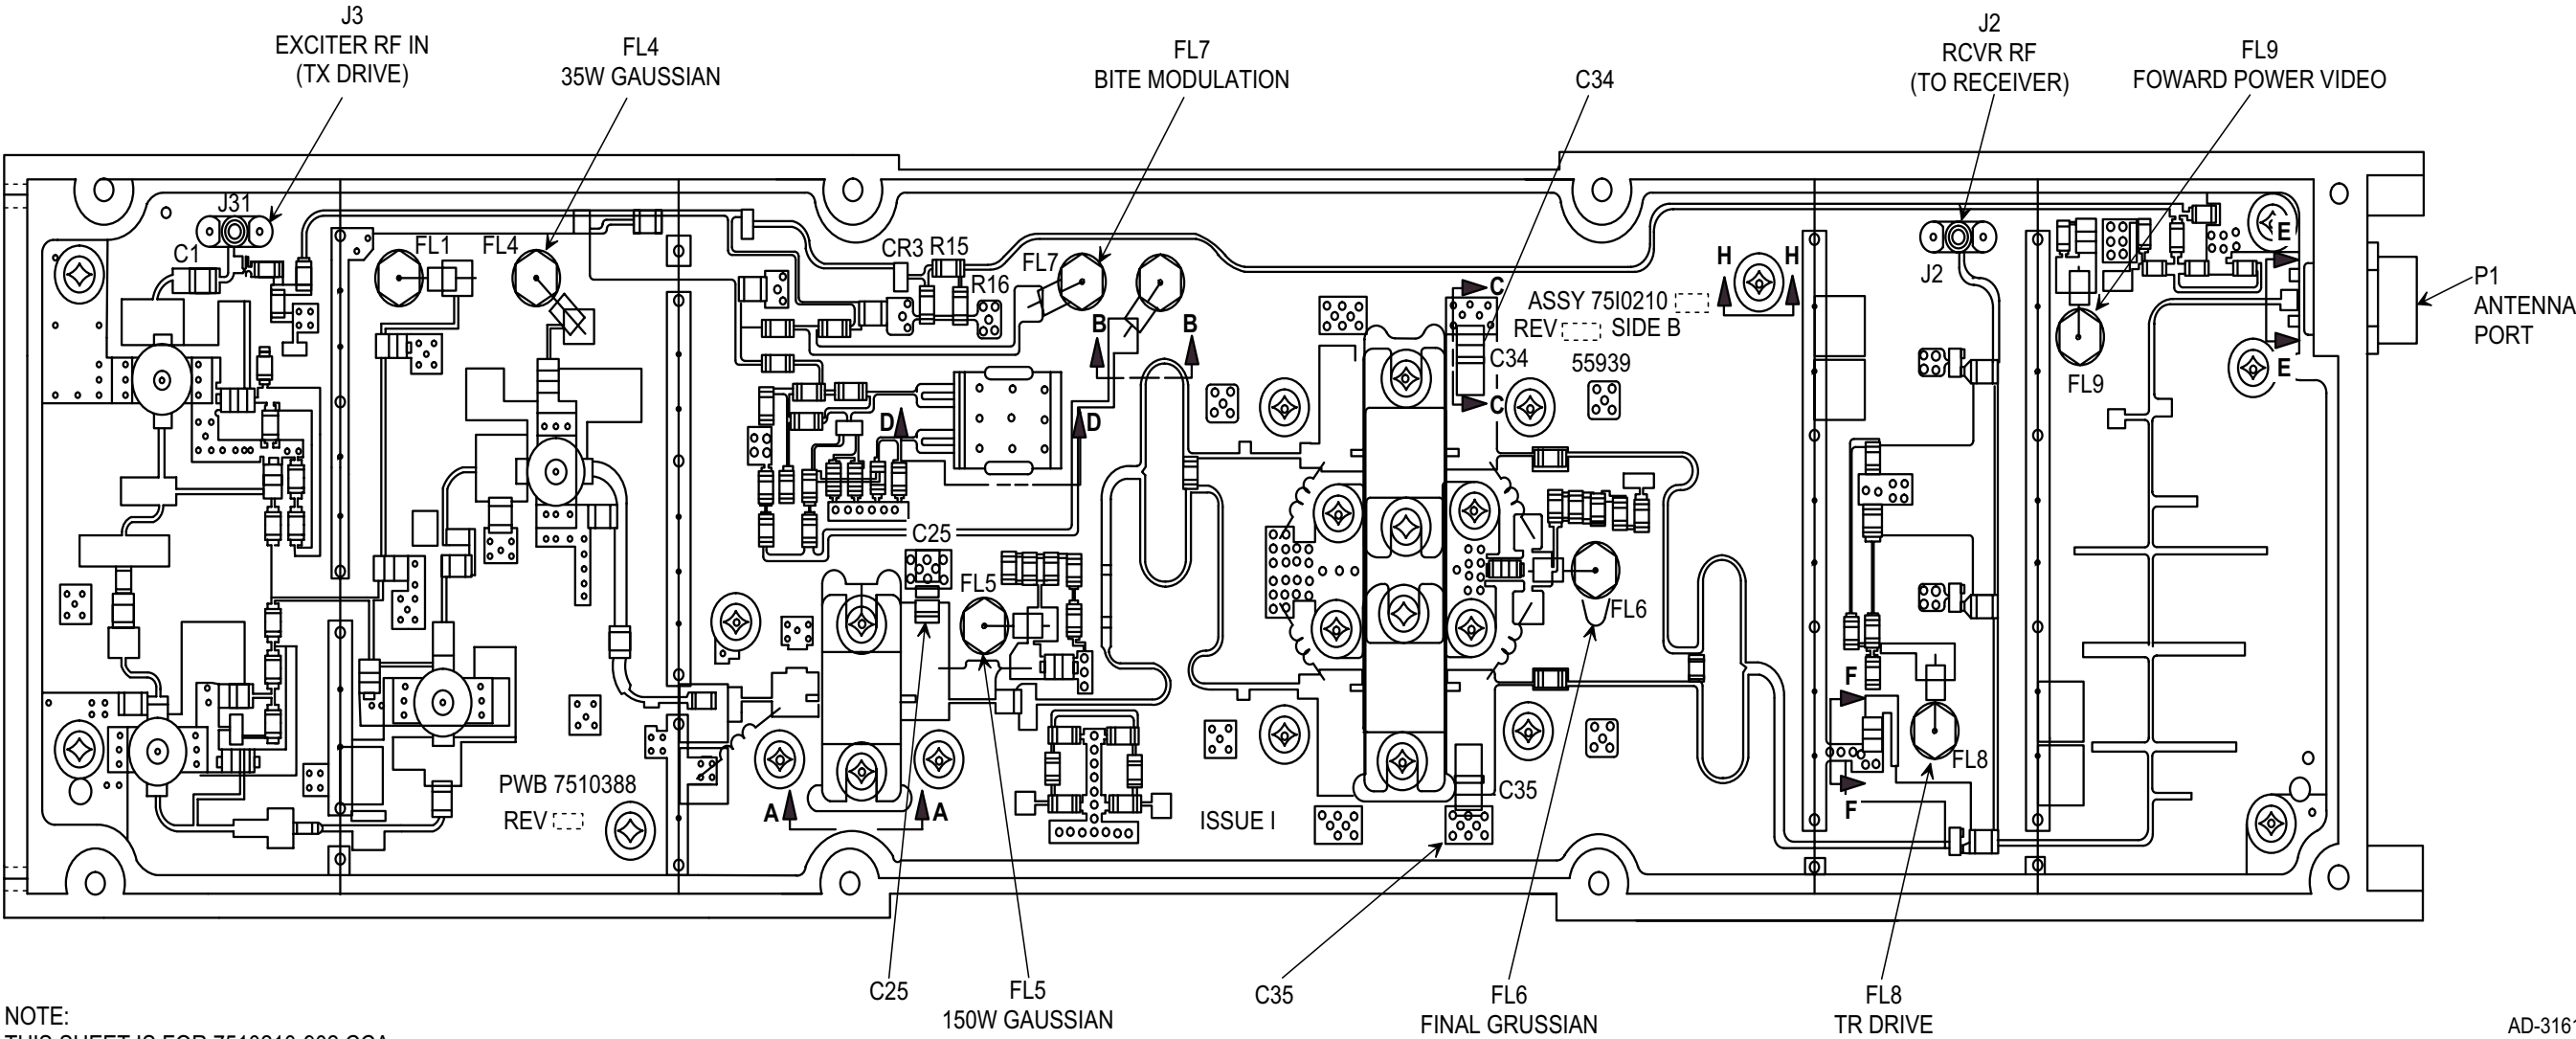 J3
EXCITER RF IN
(TX DRIVE)
FL4
35W GAUSSIAN
FL7
BITE MODULATION
C34
J2
RCVR RF
(TO RECEIVER)
FL9
FOWARD POWER VIDEO
J31
C1
FL1
FL4
CR3
R15
FL7
R16
B
B
C
C
ASSY 75I0210
REV
SIDE B
55939
C34
H
H
J2
E
E
FL9
P1
ANTENNA
PORT
D
D
C25
FL5
FL6
F
F
FL8
PWB 7510388
REV
A
A
ISSUE I
C35
C25
FL5
150W GAUSSIAN
C35
FL6
FINAL GRUSSIAN
FL8
TR DRIVE
NOTE:
AD-3161